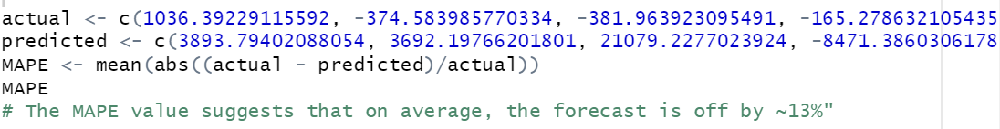 actual <- c(1036.39229115592, -374.583985770334, -381.963923095491, -165.278632105435
predicted <- c(3893.79402088054, 3692.19766201801, 21079.2277023924, -8471.3860306178
MAPE <- mean(abs((actual - predicted)/actual))
MAPE
# The MAPE value suggests that on average, the forecast is off by ~13%"